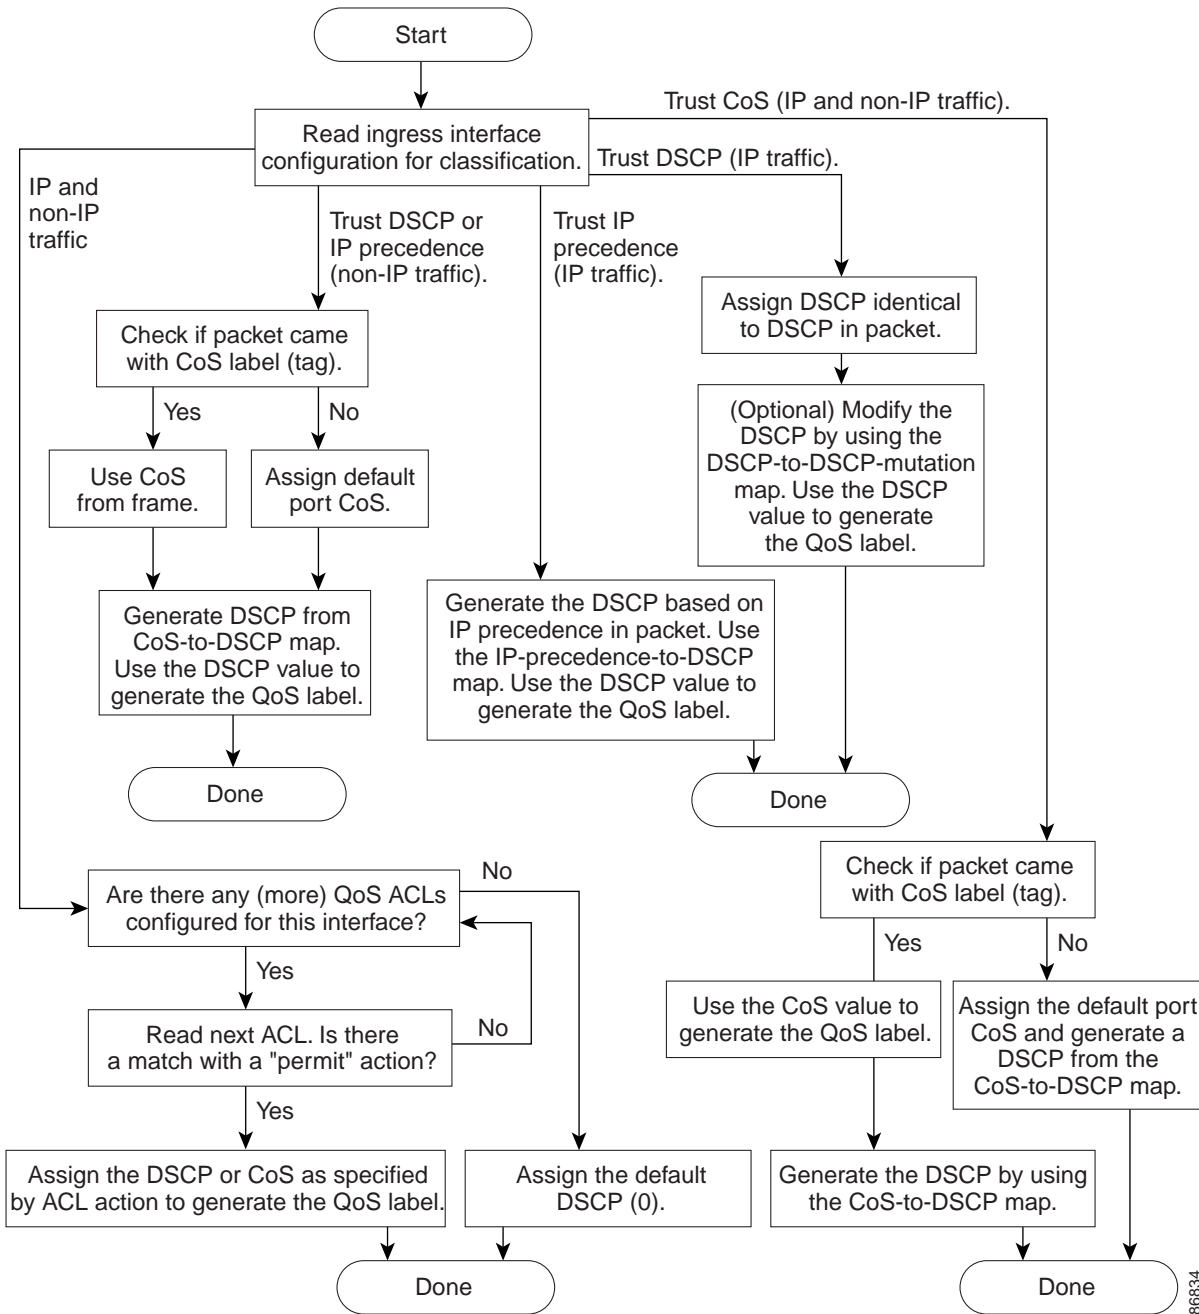 Start
Trust CoS (IP and non-IP traffic).
Read ingress interface
configuration for classification.
Trust DSCP (IP traffic).
IP and
non-IP
traffic
Trust DSCP or
IP precedence
(non-IP traffic).
Trust IP
precedence
(IP traffic).
Assign DSCP identical
to DSCP in packet.
Check if packet came
with CoS label (tag).
Yes
No
(Optional) Modify the
DSCP by using the
DSCP-to-DSCP-mutation
map. Use the DSCP
value to generate
the QoS label.
Use CoS
from frame.
Assign default
port CoS.
Generate DSCP from
CoS-to-DSCP map.
Use the DSCP value to
generate the QoS label.
Generate the DSCP based on
IP precedence in packet. Use
the IP-precedence-to-DSCP
map. Use the DSCP value to
generate the QoS label.
Done
Done
Check if packet came
with CoS label (tag).
Are there any (more) QoS ACLs
configured for this interface?
No
Yes
Yes
No
Read next ACL. Is there
a match with a "permit" action?
No
Use the CoS value to
generate the QoS label.
Assign the default port
CoS and generate a
DSCP from the
CoS-to-DSCP map.
Yes
Assign the DSCP or CoS as specified
by ACL action to generate the QoS label.
Assign the default
DSCP (0).
Generate the DSCP by using
the CoS-to-DSCP map.
Done
Done
86834